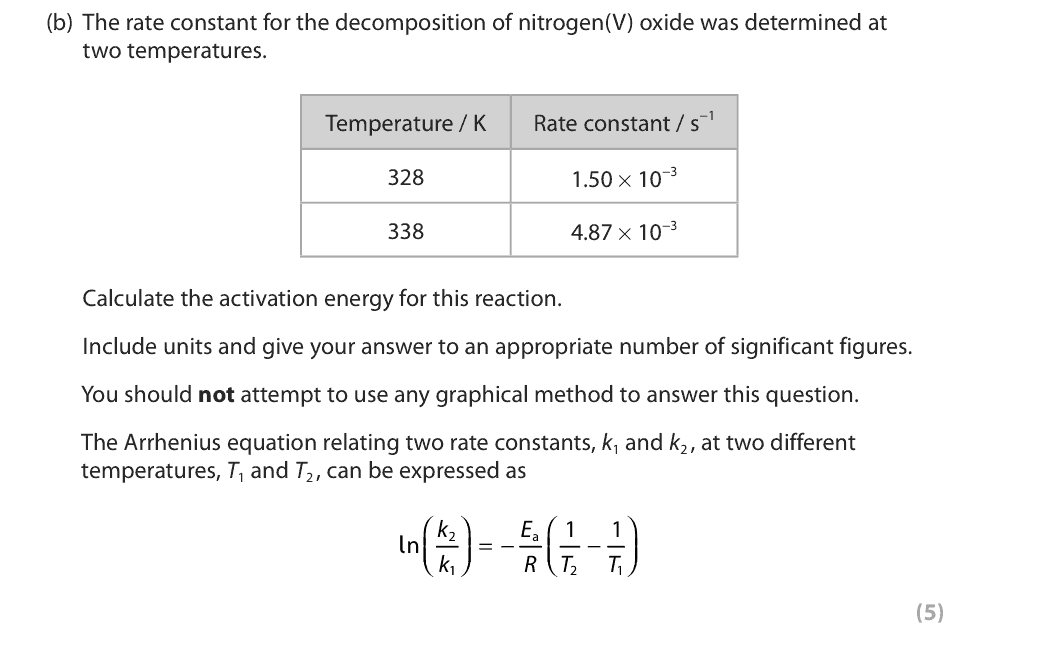 (b) The rate constant for the decomposition of nitrogen(V) oxide was determined at
two temperatures.
Temperature / K Rate constant / s⁻¹
328 1.50 × 10⁻³
338 4.87 × 10⁻³
Calculate the activation energy for this reaction.
Include units and give your answer to an appropriate number of significant figures.
You should not attempt to use any graphical method to answer this question.
The Arrhenius equation relating two rate constants, k₁ and k₂, at two different
temperatures, T₁ and T₂, can be expressed as
ln(k₂/k₁) = −Eₐ/R(1/T₂ − 1/T₁)
(5)